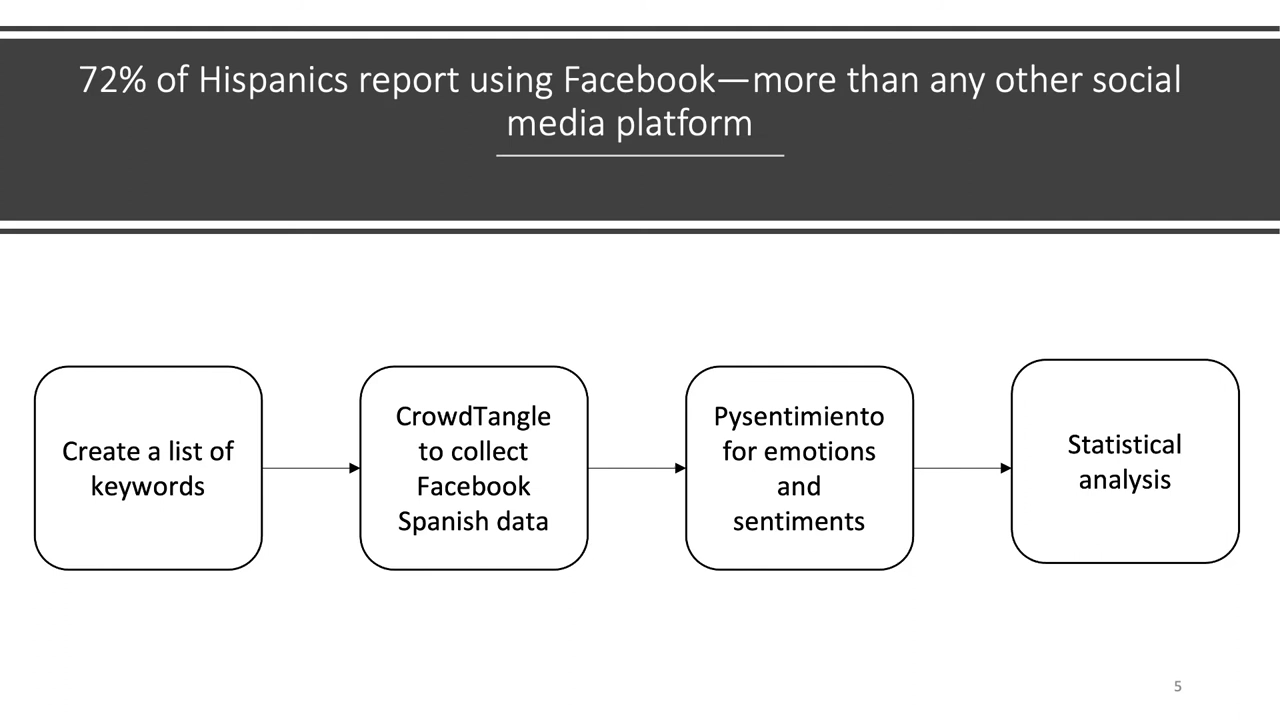 72% of Hispanics report using Facebook—more than any other social
media platform
Create a list of
keywords
CrowdTangle
to collect
Facebook
Spanish data
Pysentimiento
for emotions
and
sentiments
Statistical
analysis
5